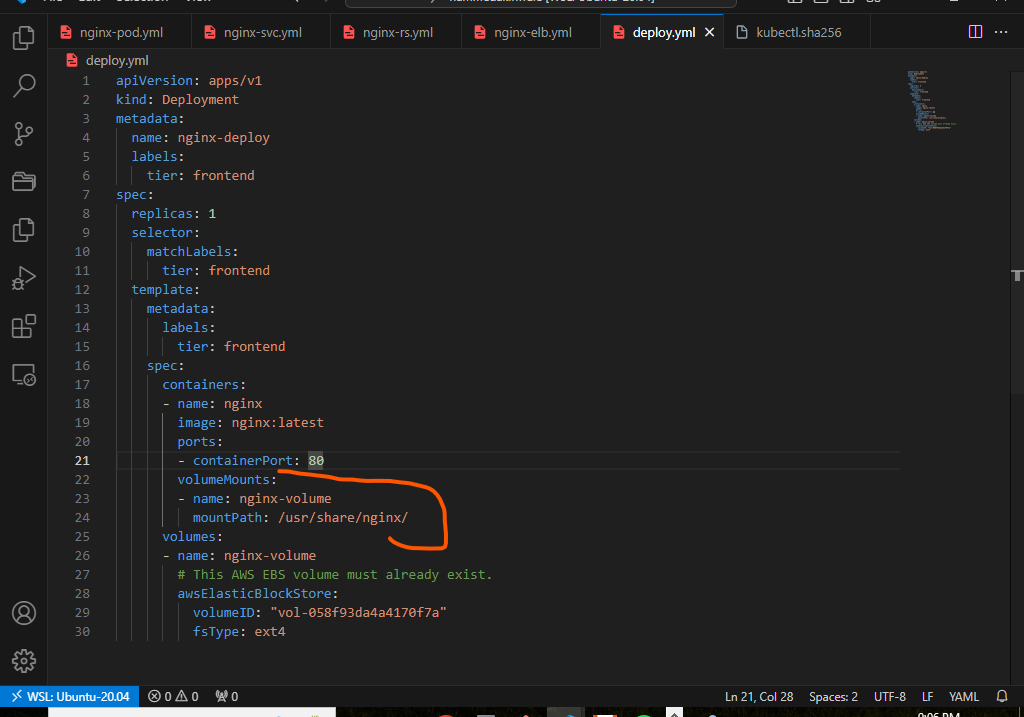 nginx-pod.yml
nginx-svc.yml
nginx-rs.yml
nginx-elb.yml
deploy.yml
kubectl.sha256
deploy.yml
1 apiVersion: apps/v1
2 kind: Deployment
3 metadata:
4 name: nginx-deploy
5 labels:
6 tier: frontend
7 spec:
8 replicas: 1
9 selector:
10 matchLabels:
11 tier: frontend
12 template:
13 metadata:
14 labels:
15 tier: frontend
16 spec:
17 containers:
18 - name: nginx
19 image: nginx:latest
20 ports:
21 - containerPort: 80
22 volumeMounts:
23 - name: nginx-volume
24 mountPath: /usr/share/nginx/
25 volumes:
26 - name: nginx-volume
27 # This AWS EBS volume must already exist.
28 awsElasticBlockStore:
29 volumeID: "vol-058f93da4a4170f7a"
30 fsType: ext4
WSL: Ubuntu-20.04 0 0 0 Ln 21, Col 28 Spaces: 2 UTF-8 LF YAML